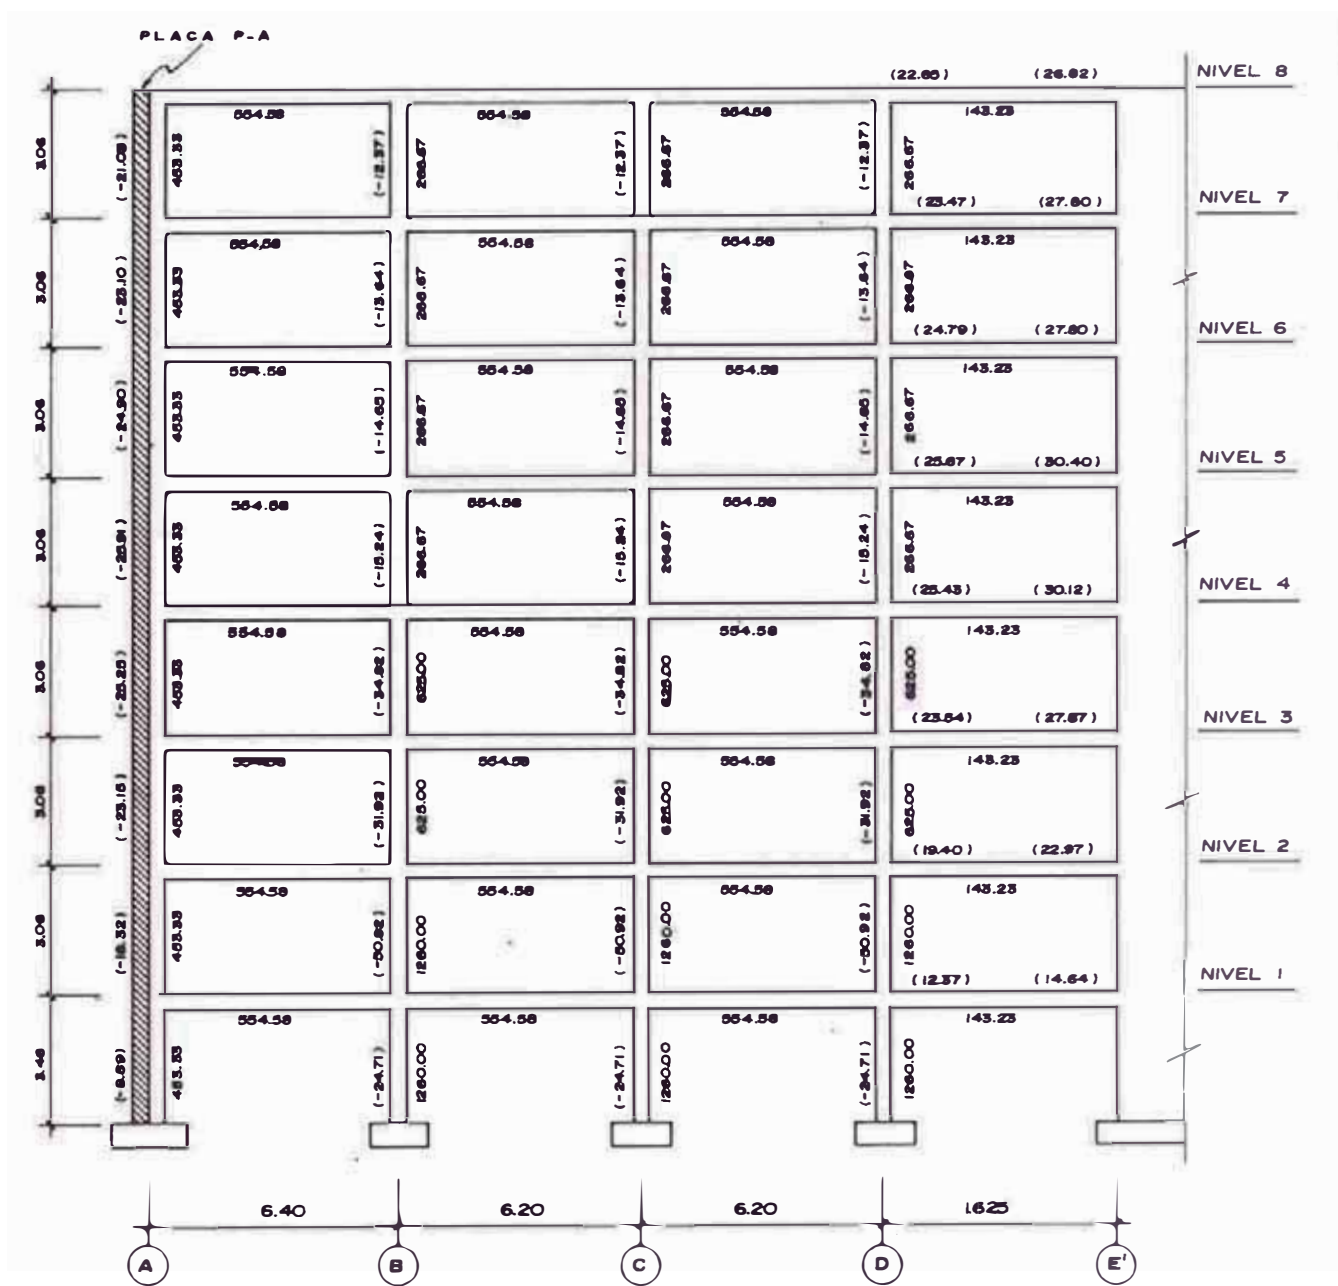 PLACA P-A
(22.65) (26.82) NIVEL 8
554.58 554.58 554.58 143.23
3.06 (-21.05) 453.33 (-12.37) 266.67 (-12.37) 266.67 (-12.37) 266.67
(23.47) (27.80) NIVEL 7
554.58 554.58 554.58 143.23
3.06 (-23.10) 453.33 (-13.64) 266.67 (-13.64) 266.67 (-13.64) 266.67
(24.79) (27.80) NIVEL 6
554.58 554.58 554.58 143.23
3.06 (-24.90) 453.33 (-14.65) 266.67 (-14.65) 266.67 (-14.65) 266.67
(25.67) (30.40) NIVEL 5
554.58 554.58 554.58 143.23
3.06 (-25.91) 453.33 (-15.24) 266.67 (-15.24) 266.67 (-15.24) 266.67
(25.43) (30.12) NIVEL 4
554.58 554.58 554.58 143.23
3.06 (-25.25) 453.33 (-34.82) 625.00 (-34.82) 625.00 (-34.82) 625.00
(23.54) (27.87) NIVEL 3
554.58 554.58 143.23
3.06 (-23.15) 453.33 (-31.92) 625.00 (-31.92) 625.00 (-31.92) 625.00
(19.40) (22.97) NIVEL 2
554.58 554.58 554.58 143.23
3.06 (-18.32) 453.33 (-50.92) 1260.00 (-50.92) 1260.00 (-50.92) 1260.00
(12.37) (14.64) NIVEL 1
554.58 554.58 554.58 143.23
3.46 453.33 (-24.71) 1260.00 (-24.71) 1260.00 (-24.71) 1260.00
6.40 6.20 6.20 1.625
A B C D E'